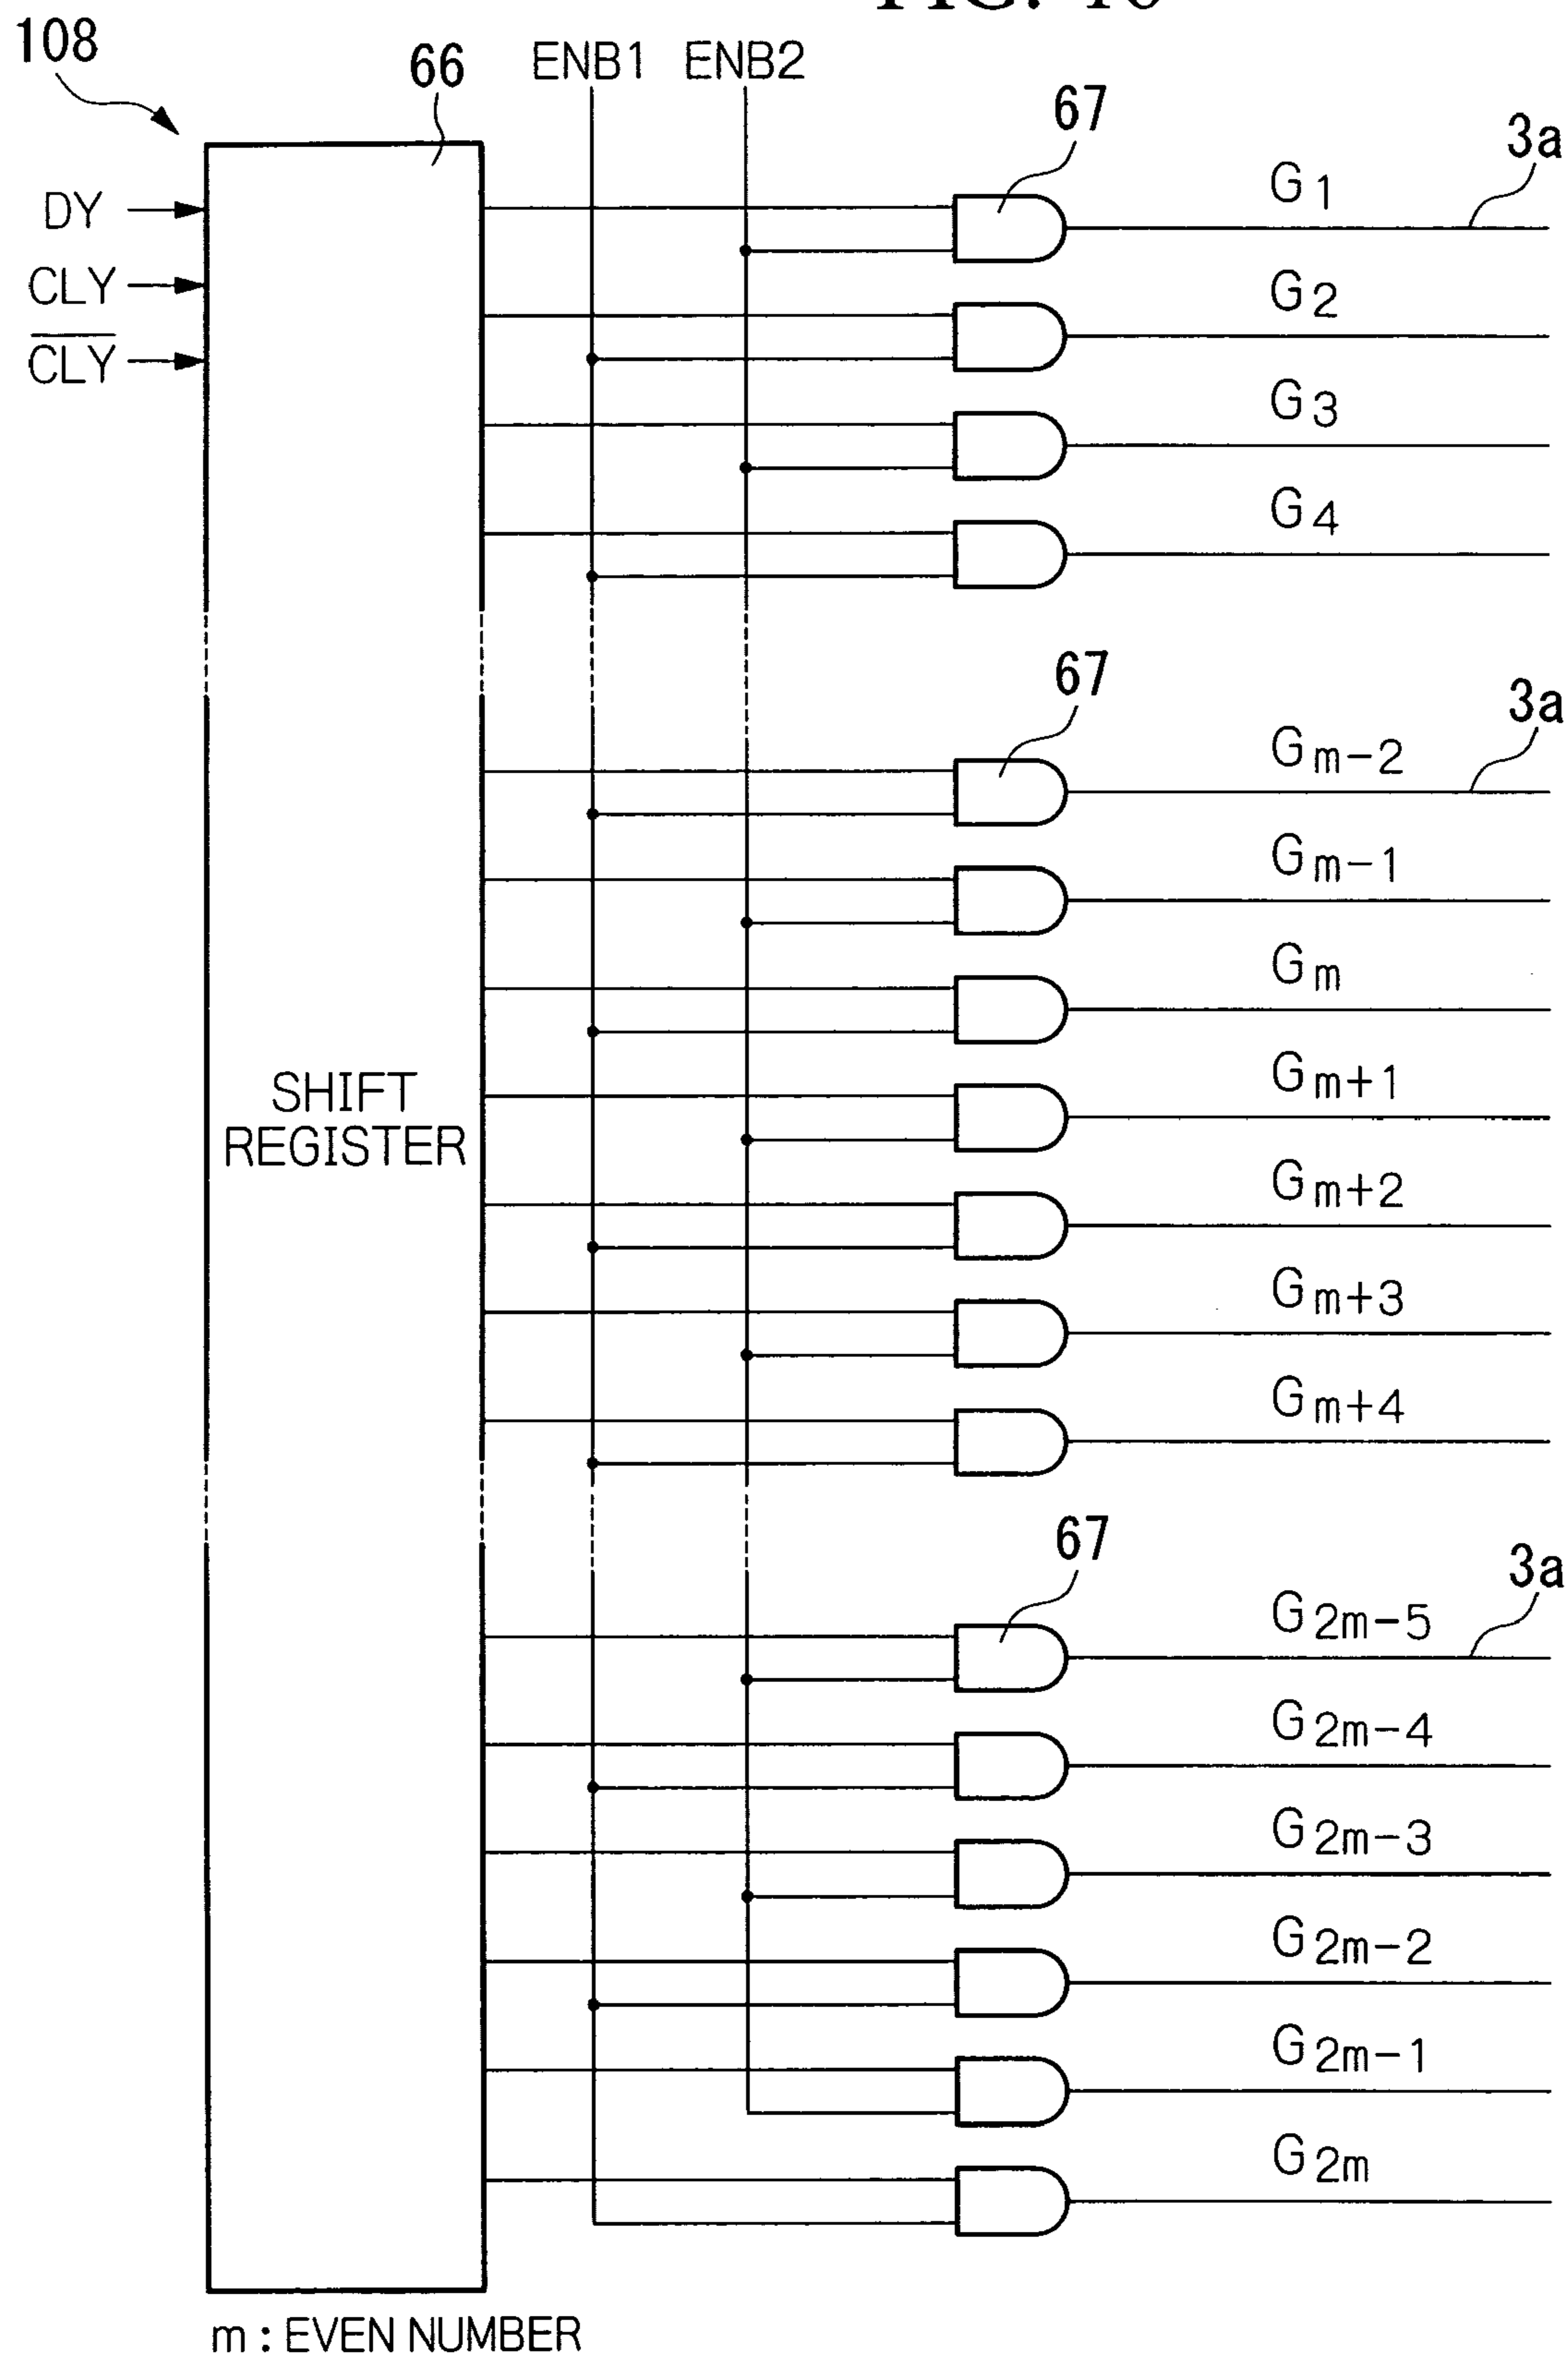 108
66
ENB1
ENB2
67
3a
DY
CLY
C̅L̅Y̅
G1
G2
G3
G4
67
3a
Gm-2
Gm-1
Gm
SHIFT
REGISTER
Gm+1
Gm+2
Gm+3
Gm+4
67
3a
G2m-5
G2m-4
G2m-3
G2m-2
G2m-1
G2m
m : EVEN NUMBER